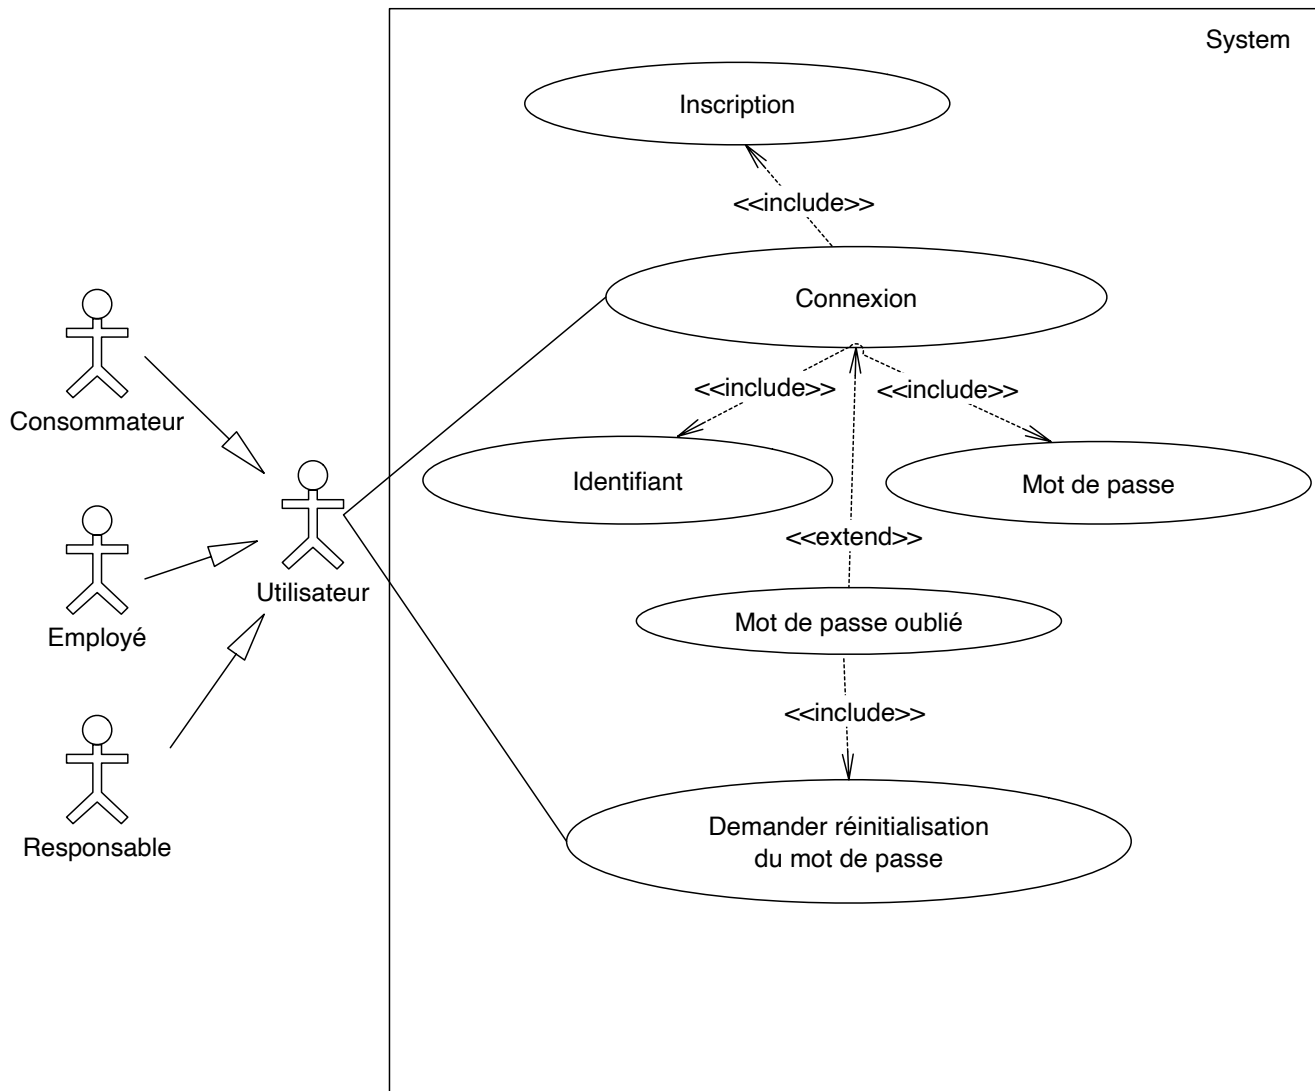 System
Inscription
<<include>>
Connexion
<<include>>
<<include>>
Consommateur
Identifiant
Mot de passe
<<extend>>
Utilisateur
Employé
Mot de passe oublié
<<include>>
Demander réinitialisation
du mot de passe
Responsable